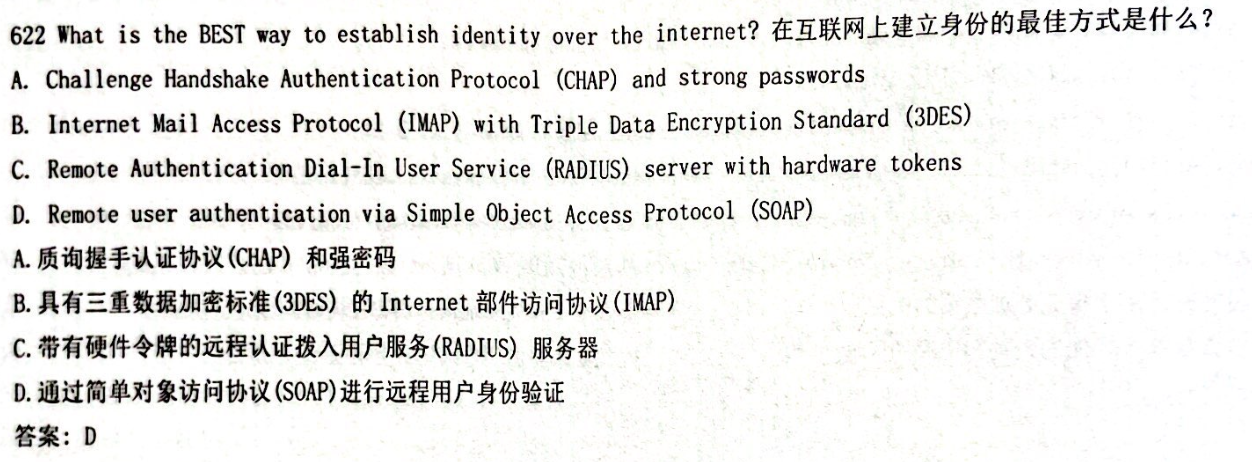 622 What is the BEST way to establish identity over the internet? 在互联网上建立身份的最佳方式是什么?
A. Challenge Handshake Authentication Protocol (CHAP) and strong passwords
B. Internet Mail Access Protocol (IMAP) with Triple Data Encryption Standard (3DES)
C. Remote Authentication Dial-In User Service (RADIUS) server with hardware tokens
D. Remote user authentication via Simple Object Access Protocol (SOAP)
A. 质询握手认证协议(CHAP) 和强密码
B. 具有三重数据加密标准(3DES) 的 Internet 部件访问协议(IMAP)
C. 带有硬件令牌的远程认证拨入用户服务(RADIUS) 服务器
D. 通过简单对象访问协议(SOAP)进行远程用户身份验证
答案: D